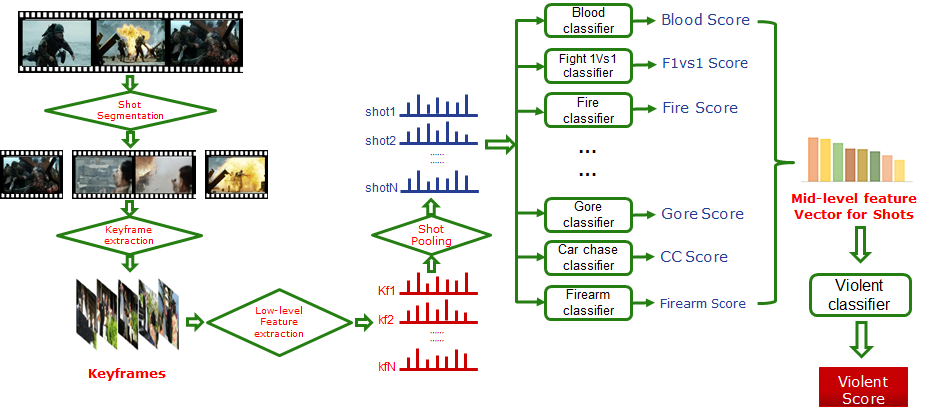 Shot
Segmentation
Keyframe
extraction
Keyframes
Low-level
Feature
extraction
Kf1
kf2
......
......
kfN
Shot
Pooling
shot1
shot2
......
......
shotN
Blood
classifier
Blood Score
Fight 1Vs1
classifier
F1vs1 Score
Fire
classifier
Fire Score
...
...
Gore
classifier
Gore Score
Car chase
classifier
CC Score
Firearm
classifier
Firearm Score
Mid-level feature
Vector for Shots
Violent
classifier
Violent
Score